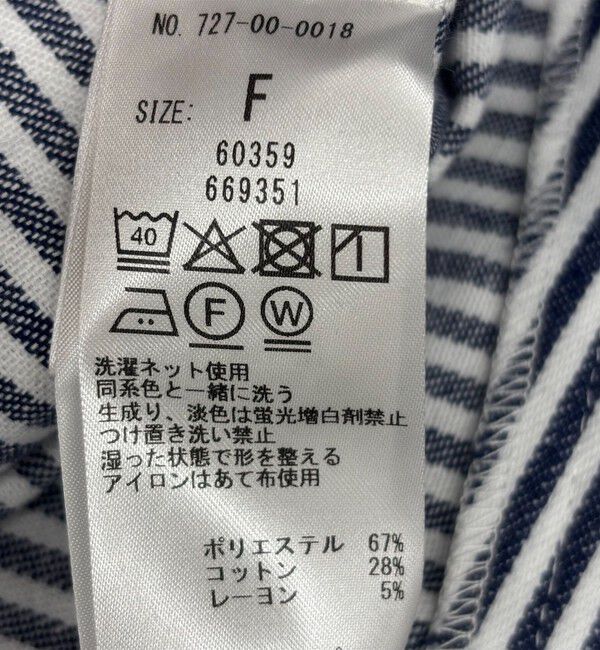 NO. 727-00-0018
SIZE: F
60359
669351
40
F W
洗濯ネット使用
同系色と一緒に洗う
生成り、淡色は蛍光増白剤禁止
つけ置き洗い禁止
湿った状態で形を整える
アイロンはあて布使用
ポリエステル 67%
コットン 28%
レーヨン 5%